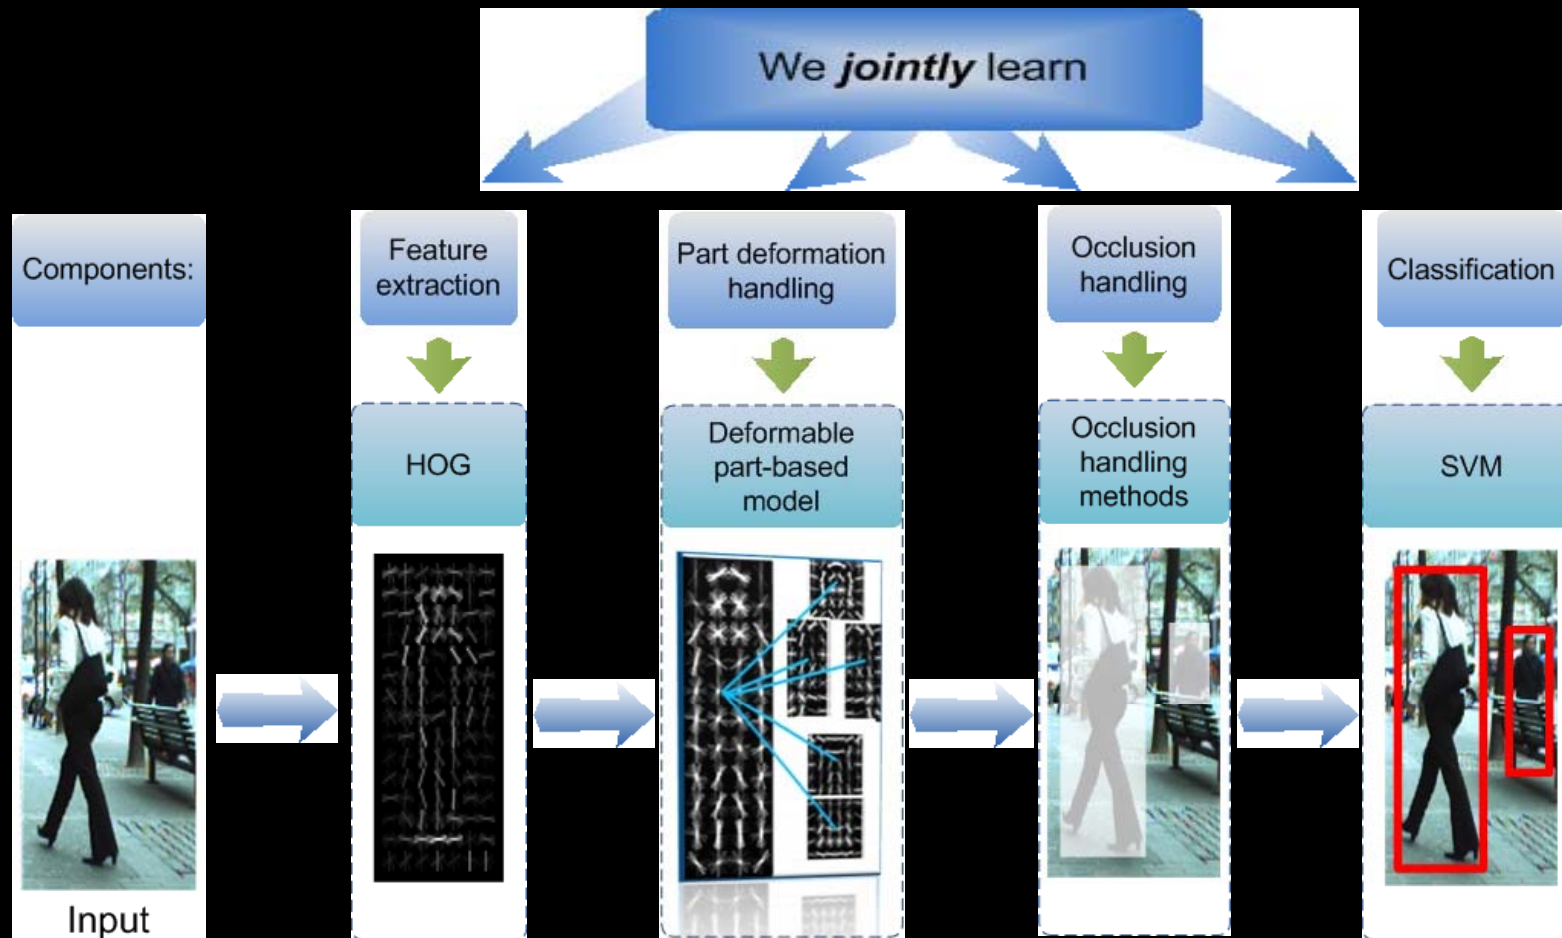 We jointly learn
Components:
Feature
extraction
Part deformation
handling
Occlusion
handling
Classification
HOG
Deformable
part-based
model
Occlusion
handling
methods
SVM
Input